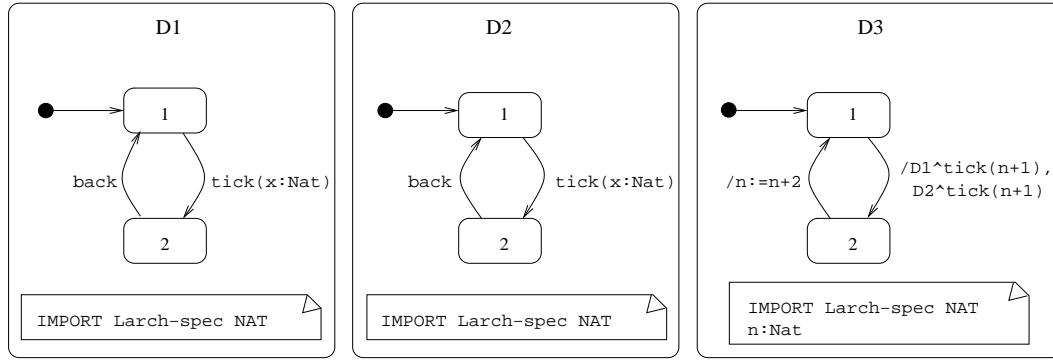 D1
1
back
tick(x:Nat)
2
IMPORT Larch-spec NAT
D2
1
back
tick(x:Nat)
2
IMPORT Larch-spec NAT
D3
1
/n:=n+2
/D1^tick(n+1),
D2^tick(n+1)
2
IMPORT Larch-spec NAT
n:Nat